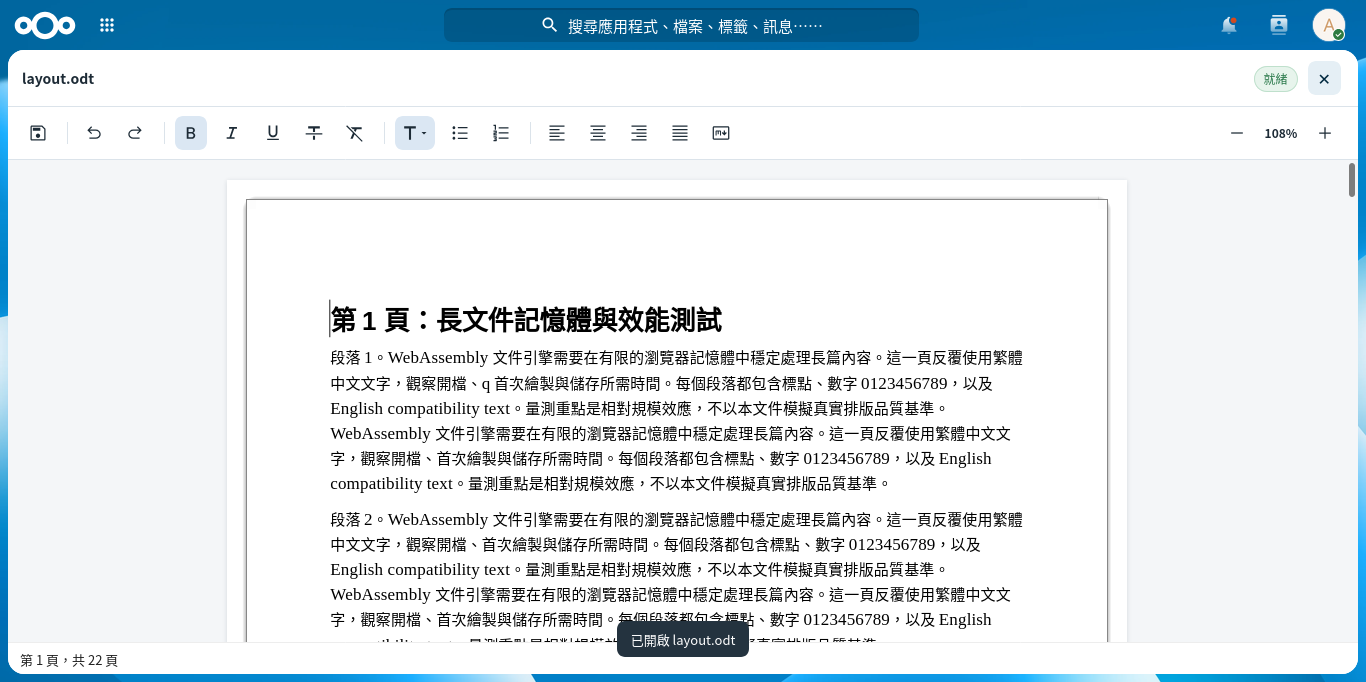 搜尋應用程式、檔案、標籤、訊息⋯⋯
A
layout.odt
就緒
108%
第 1 頁：長文件記憶體與效能測試
段落 1。WebAssembly 文件引擎需要在有限的瀏覽器記憶體中穩定處理長篇內容。這一頁反覆使用繁體
中文文字，觀察開檔、q 首次繪製與儲存所需時間。每個段落都包含標點、數字 0123456789，以及
English compatibility text。量測重點是相對規模效應，不以本文件模擬真實排版品質基準。
WebAssembly 文件引擎需要在有限的瀏覽器記憶體中穩定處理長篇內容。這一頁反覆使用繁體中文文
字，觀察開檔、首次繪製與儲存所需時間。每個段落都包含標點、數字 0123456789，以及 English
compatibility text。量測重點是相對規模效應，不以本文件模擬真實排版品質基準。
段落 2。WebAssembly 文件引擎需要在有限的瀏覽器記憶體中穩定處理長篇內容。這一頁反覆使用繁體
中文文字，觀察開檔、首次繪製與儲存所需時間。每個段落都包含標點、數字 0123456789，以及
English compatibility text。量測重點是相對規模效應，不以本文件模擬真實排版品質基準。
WebAssembly 文件引擎需要在有限的瀏覽器記憶體中穩定處理長篇內容。這一頁反覆使用繁體中文文
字，觀察開檔、首次繪製與儲存所需時間。每個段落都包含標點、數字 0123456789，以及 English
已開啟 layout.odt
第 1 頁，共 22 頁